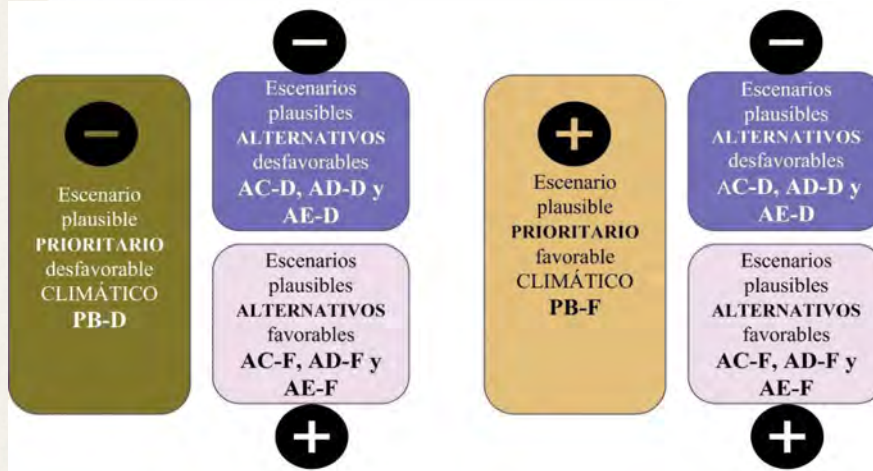 Escenario
plausible
PRIORITARIO
desfavorable
CLIMÁTICO
PB-D
Escenarios
plausibles
ALTERNATIVOS
desfavorables
AC-D, AD-D y
AE-D
Escenarios
plausibles
ALTERNATIVOS
favorables
AC-F, AD-F y
AE-F
Escenario
plausible
PRIORITARIO
favorable
CLIMÁTICO
PB-F
Escenarios
plausibles
ALTERNATIVOS
desfavorables
AC-D, AD-D y
AE-D
Escenarios
plausibles
ALTERNATIVOS
favorables
AC-F, AD-F y
AE-F